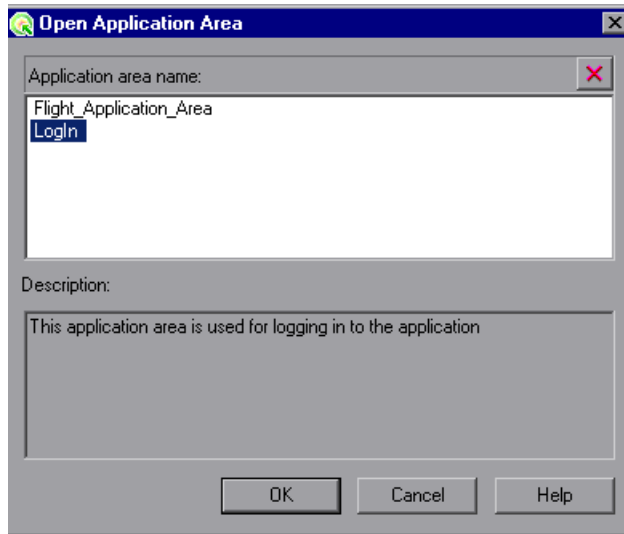 Open Application Area
Application area name:
Flight_Application_Area
LogIn
Description:
This application area is used for logging in to the application
OK Cancel Help